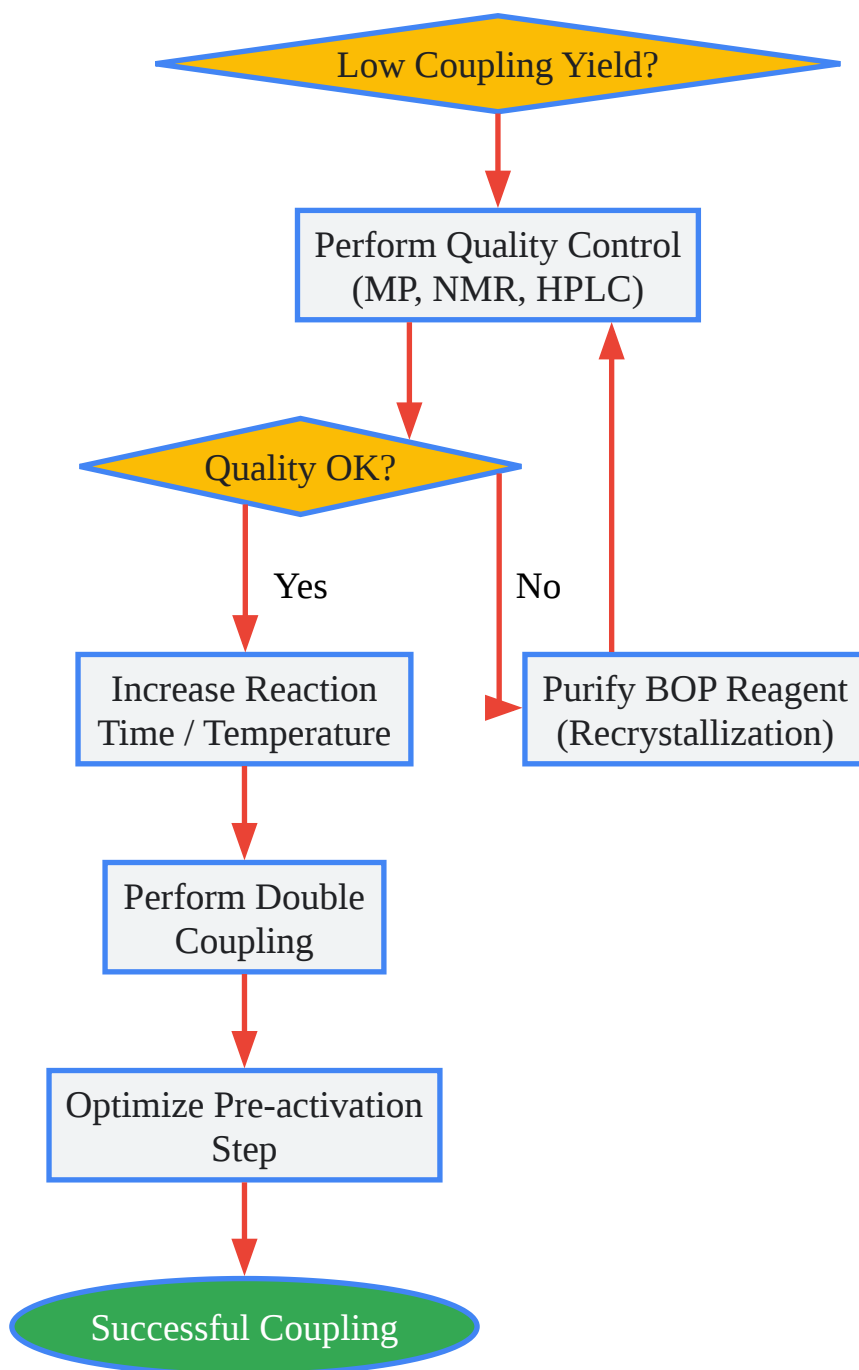 Low Coupling Yield?
Perform Quality Control
(MP, NMR, HPLC)
Quality OK?
Yes
No
Increase Reaction
Time / Temperature
Purify BOP Reagent
(Recrystallization)
Perform Double
Coupling
Optimize Pre-activation
Step
Successful Coupling